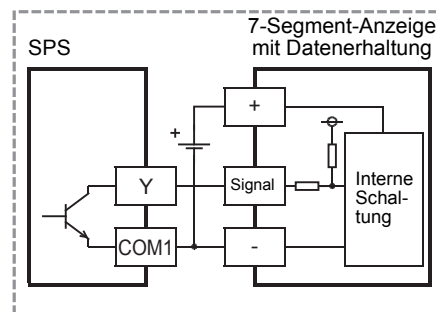 7-Segment-Anzeige
mit Datenerhaltung
SPS
+
+
Y
Signal
Interne
Schal-
tung
COM1
-